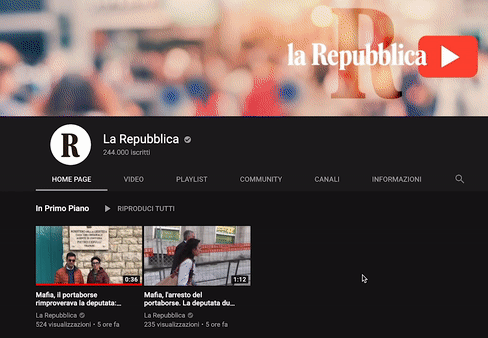 la Repubblica
R
R
La Repubblica
244.000 iscritti
HOME PAGE VIDEO PLAYLIST COMMUNITY CANALI INFORMAZIONI
In Primo Piano RIPRODUCI TUTTI
0:36 1:12
Mafia, il portaborse Mafia, l'arresto del
rimproverava la deputata:... portaborse. La deputata du...
La Repubblica La Repubblica
524 visualizzazioni • 5 ore fa 235 visualizzazioni • 5 ore fa